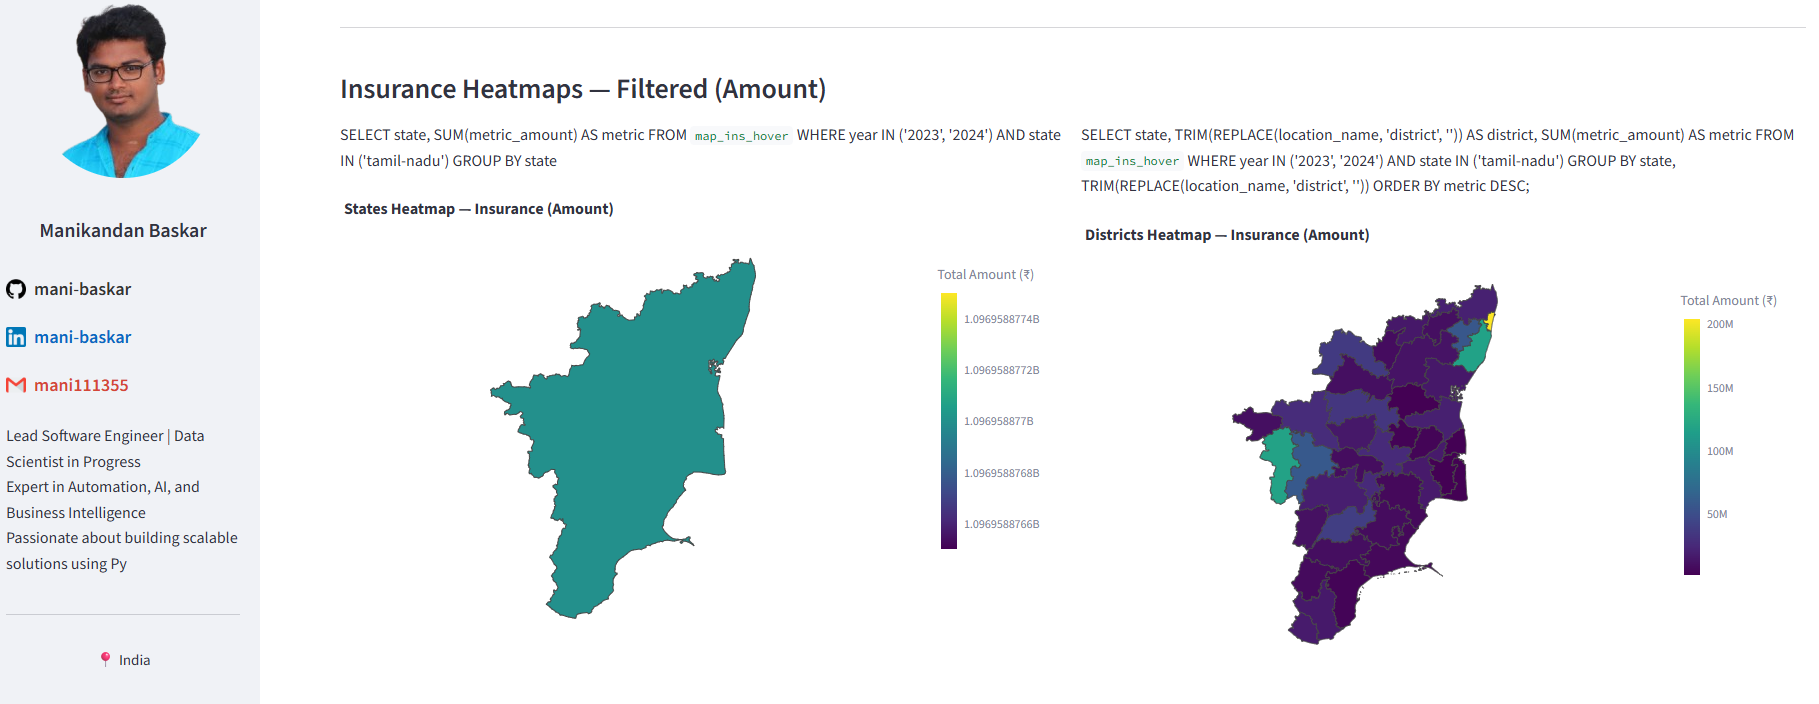 Manikandan Baskar
mani-baskar
mani-baskar
mani111355
Lead Software Engineer | Data
Scientist in Progress
Expert in Automation, AI, and
Business Intelligence
Passionate about building scalable
solutions using Py
India
Insurance Heatmaps — Filtered (Amount)
SELECT state, SUM(metric_amount) AS metric FROM map_ins_hover WHERE year IN ('2023', '2024') AND state
IN ('tamil-nadu') GROUP BY state
States Heatmap — Insurance (Amount)
Total Amount (₹)
1.0969588774B
1.0969588772B
1.096958877B
1.0969588768B
1.0969588766B
SELECT state, TRIM(REPLACE(location_name, 'district', '')) AS district, SUM(metric_amount) AS metric FROM
map_ins_hover WHERE year IN ('2023', '2024') AND state IN ('tamil-nadu') GROUP BY state,
TRIM(REPLACE(location_name, 'district', '')) ORDER BY metric DESC;
Districts Heatmap — Insurance (Amount)
Total Amount (₹)
200M
150M
100M
50M